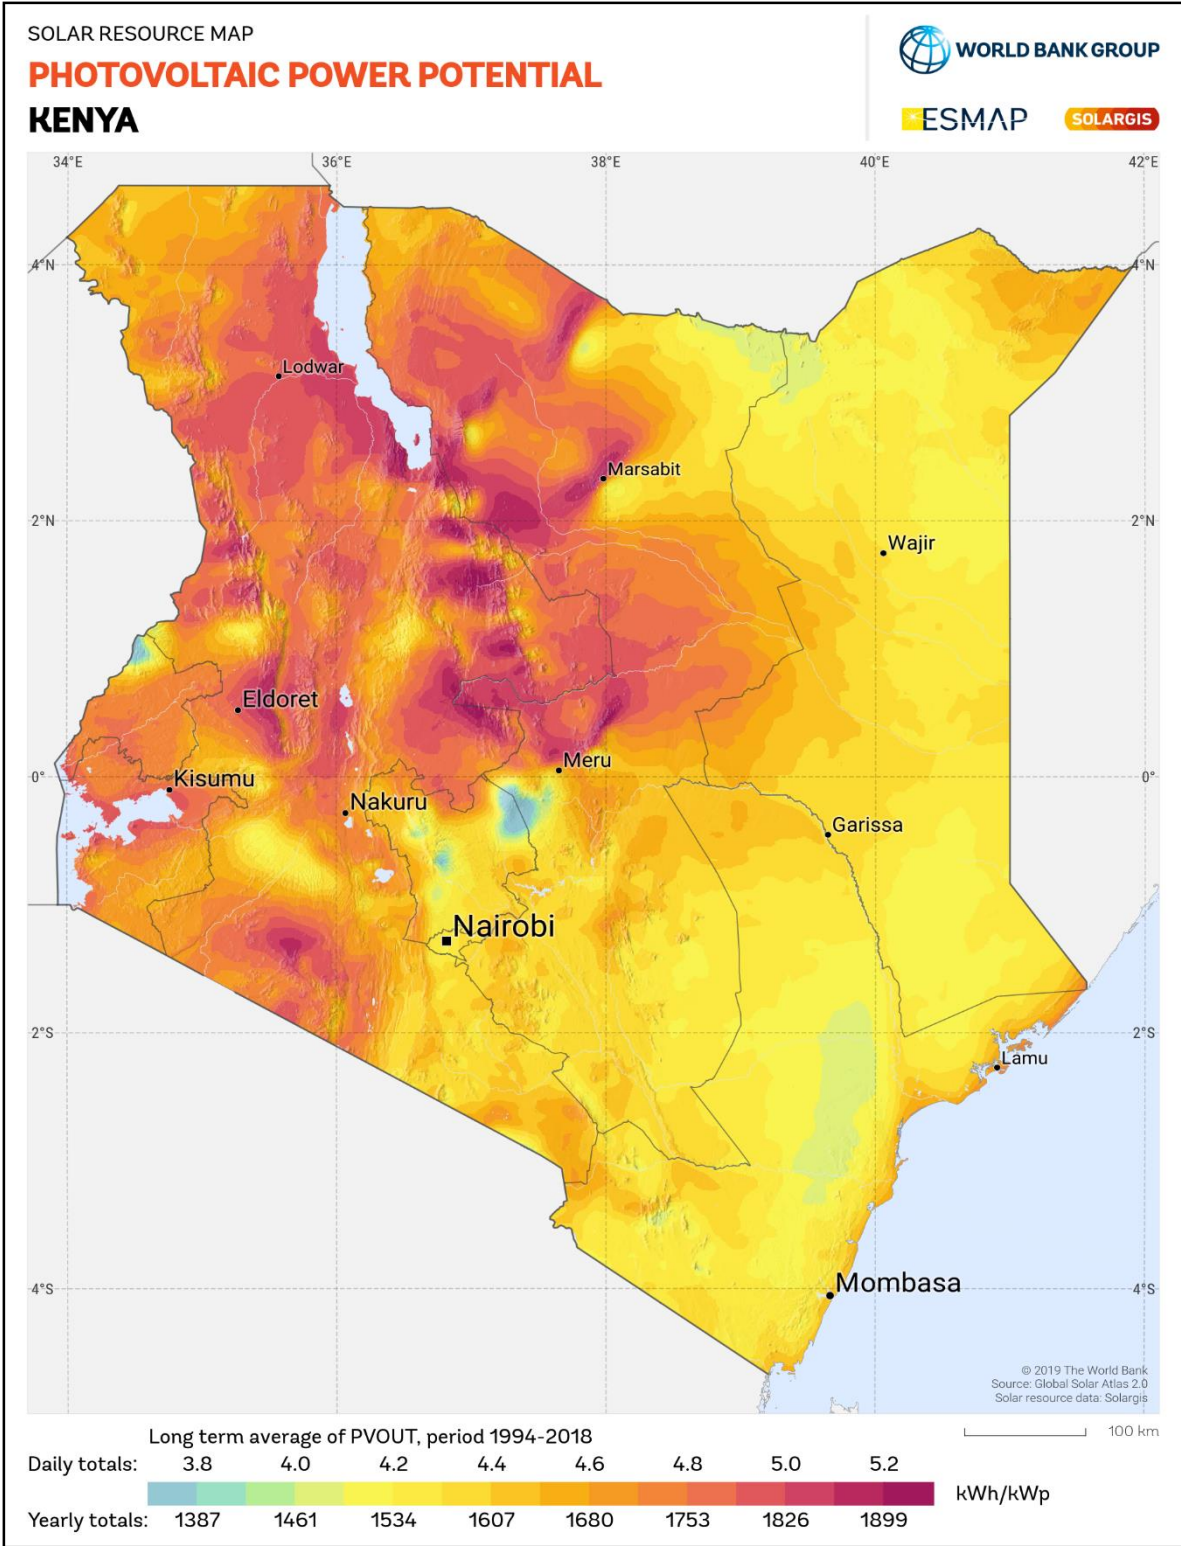 SOLAR RESOURCE MAP
PHOTOVOLTAIC POWER POTENTIAL
KENYA
WORLD BANK GROUP
ESMAP
SOLARGIS
34°E 36°E 38°E 40°E 42°E
4°N 4°N
Lodwar
Marsabit
2°N 2°N
Wajir
Eldoret
Meru
0° 0°
Kisumu
Nakuru
Garissa
Nairobi
2°S 2°S
Lamu
Mombasa
4°S 4°S
© 2019 The World Bank
Source: Global Solar Atlas 2.0
Solar resource data: Solargis
100 km
Long term average of PVOUT, period 1994-2018
Daily totals: 3.8 4.0 4.2 4.4 4.6 4.8 5.0 5.2
kWh/kWp
Yearly totals: 1387 1461 1534 1607 1680 1753 1826 1899